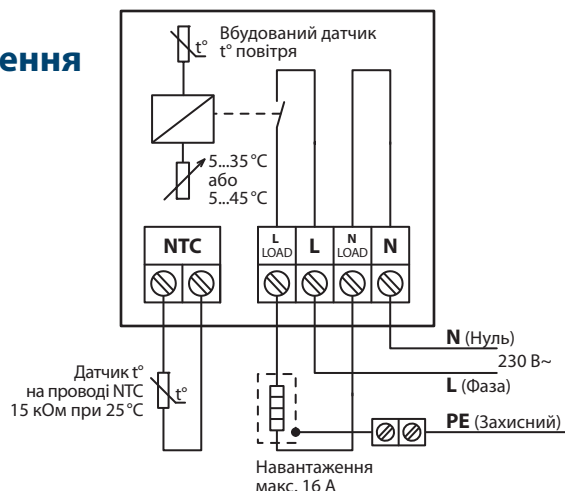 ення
Вбудований датчик
t° повітря
t°
5...35 °C
або
5...45 °C
NTC
L
LOAD
L
N
LOAD
N
N (Нуль)
230 В~
L (Фаза)
PE (Захисний)
Датчик t°
на проводі NTC
15 кОм при 25 °C
t°
Навантаження
макс. 16 А